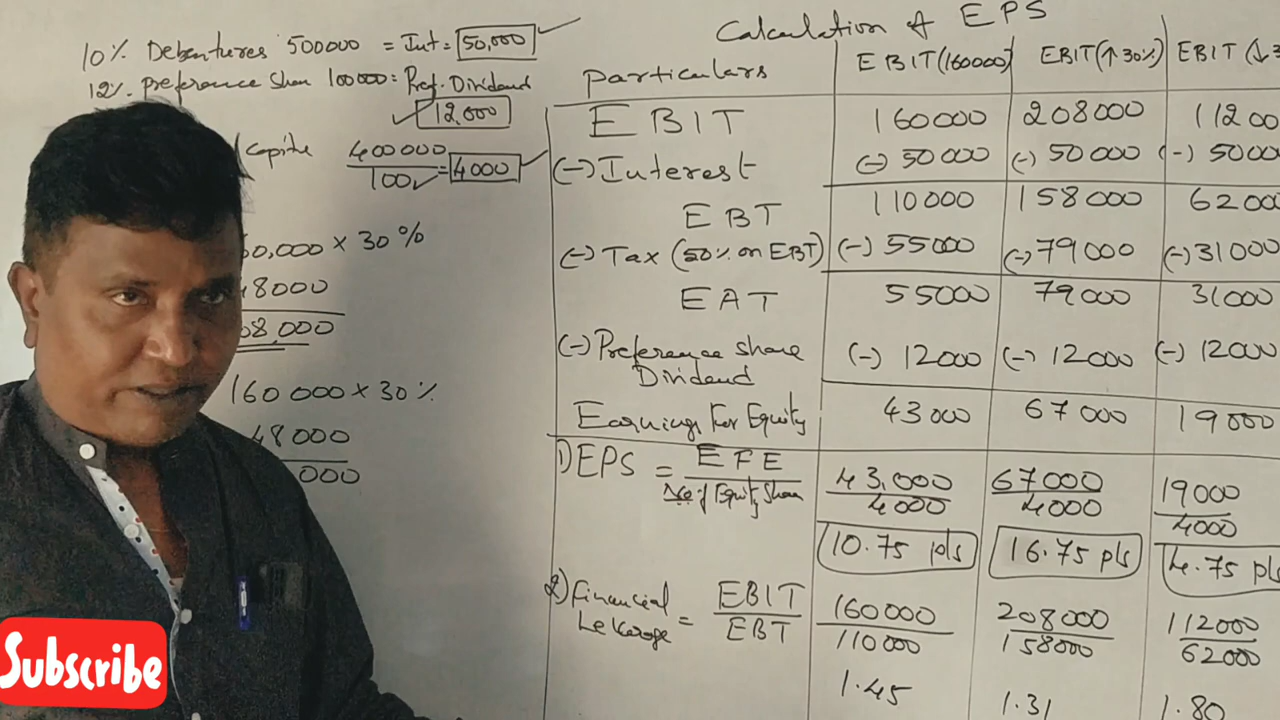 10% Debentures 500000 = Int = 50,000
12%. preference Share 100000 = Pref. Dividend
12,000
Capital 400000
100 = 4000
0,000 × 30%
48000
08,000
160 000 × 30%
48000
000
Calculation of EPS
Particulars EBIT (160000) EBIT (↑30%) EBIT (↓3
EBIT 160000 208000 11200
(-) Interest (-) 50000 (-) 50000 (-) 5000
EBT 110000 158000 6200
(-) Tax (50% on EBT) (-) 55000 (-) 79000 (-) 31000
EAT 55000 79000 31000
(-) Preference Share (-) 12000 (-) 12000 (-) 12000
Dividend
Earnings For Equity 43000 67000 19000
1) EPS = EFE 43,000 67000 19000
No of Equity Share 4000 4000 4000
10.75 p/s 16.75 p/s 4.75 p/s
2) Financial EBIT 160000 208000 112000
Leverage = EBT 110000 158000 62000
1.45 1.31 1.80
Subscribe